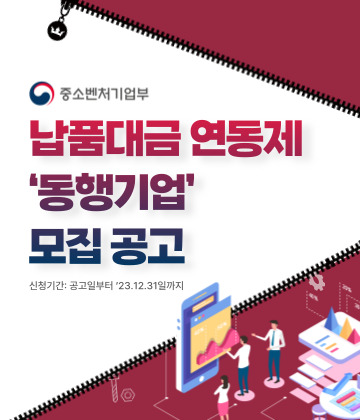 중소벤처기업부
납품대금 연동제
‘동행기업’
모집 공고
신청기간: 공고일부터 ‘23.12.31일까지